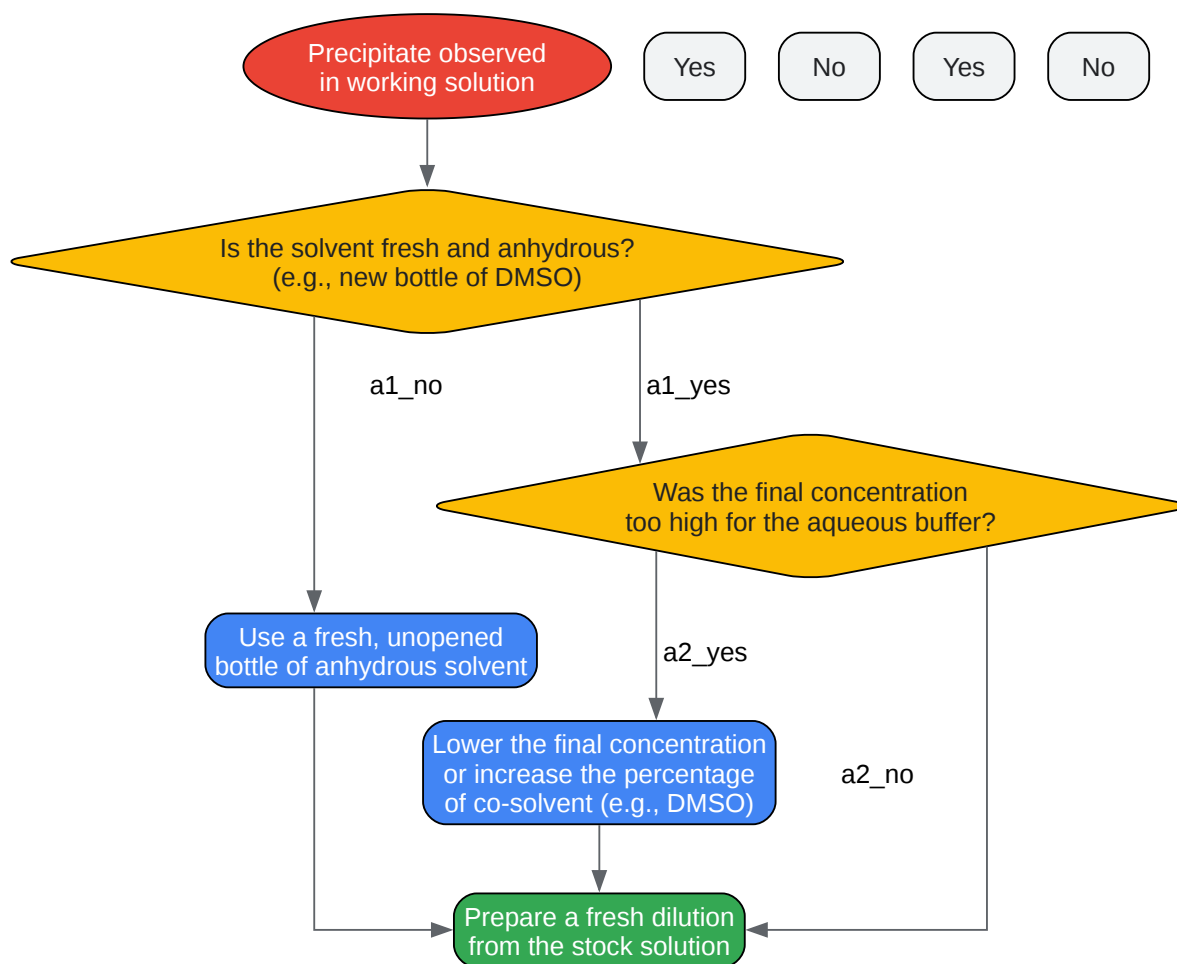 Precipitate observed
in working solution
Yes
No
Yes
No
Is the solvent fresh and anhydrous?
(e.g., new bottle of DMSO)
a1_no
a1_yes
Was the final concentration
too high for the aqueous buffer?
Use a fresh, unopened
bottle of anhydrous solvent
a2_yes
Lower the final concentration
or increase the percentage
of co-solvent (e.g., DMSO)
a2_no
Prepare a fresh dilution
from the stock solution